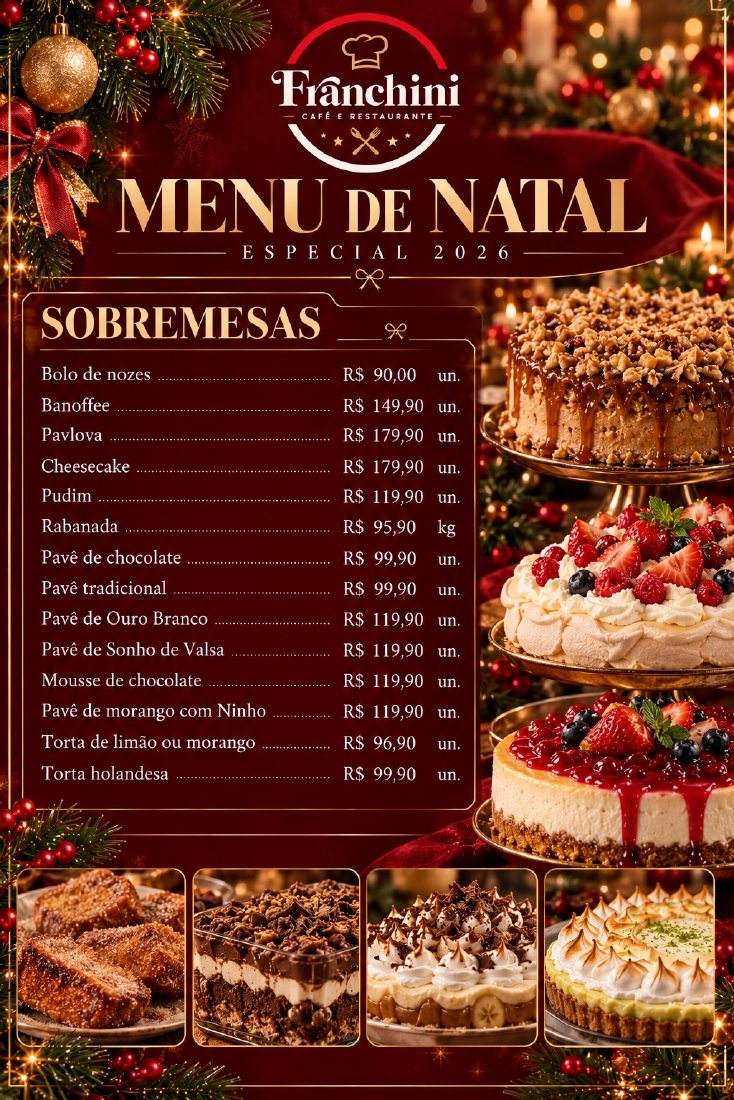 Franchini
CAFÉ E RESTAURANTE
MENU DE NATAL
ESPECIAL 2026
SOBREMESAS
Bolo de nozes R$ 90,00 un.
Banoffee R$ 149,90 un.
Pavlova R$ 179,90 un.
Cheesecake R$ 179,90 un.
Pudim R$ 119,90 un.
Rabanada R$ 95,90 kg
Pavê de chocolate R$ 99,90 un.
Pavê tradicional R$ 99,90 un.
Pavê de Ouro Branco R$ 119,90 un.
Pavê de Sonho de Valsa R$ 119,90 un.
Mousse de chocolate R$ 119,90 un.
Pavê de morango com Ninho R$ 119,90 un.
Torta de limão ou morango R$ 96,90 un.
Torta holandesa R$ 99,90 un.